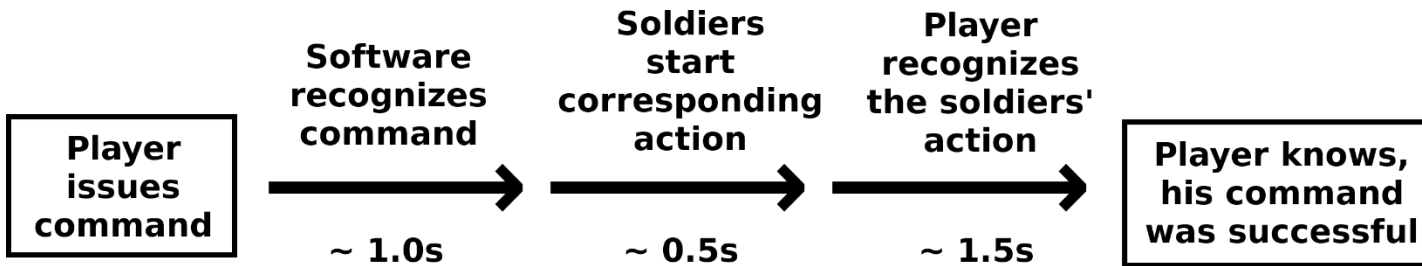 Player
issues
command
Software
recognizes
command
~ 1.0s
Soldiers
start
corresponding
action
~ 0.5s
Player
recognizes
the soldiers'
action
~ 1.5s
Player knows,
his command
was successful